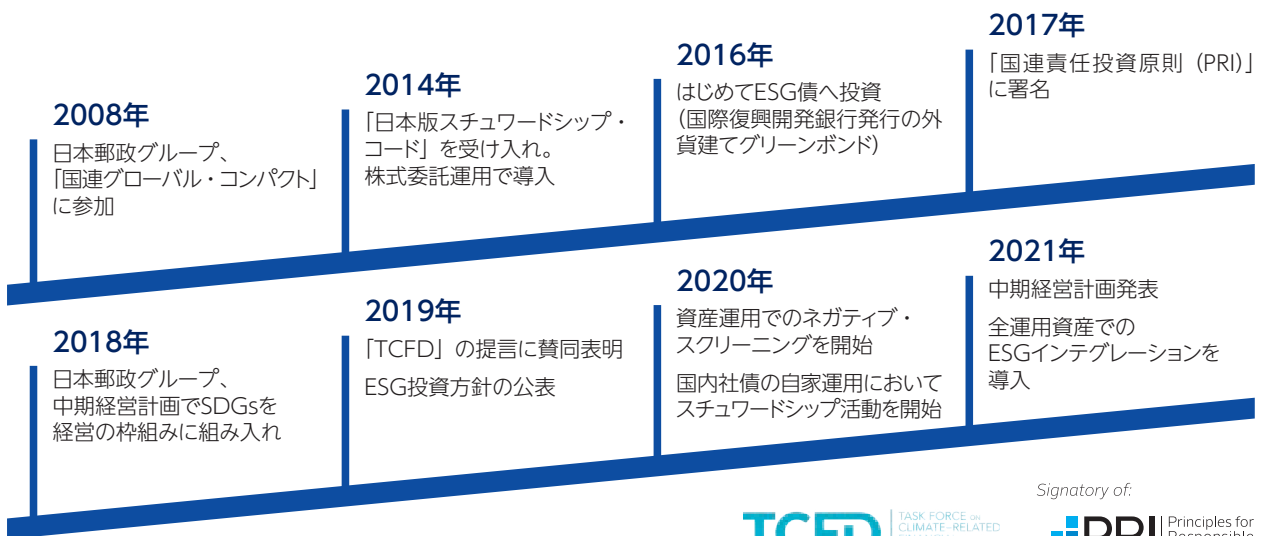 2008年
日本郵政グループ、
「国連グローバル・コンパクト」
に参加
2014年
「日本版スチュワードシップ・
コード」を受け入れ。
株式委託運用で導入
2016年
はじめてESG債へ投資
（国際復興開発銀行発行の外
貨建てグリーンボンド）
2017年
「国連責任投資原則（PRI）」
に署名
2018年
日本郵政グループ、
中期経営計画でSDGsを
経営の枠組みに組み入れ
2019年
「TCFD」の提言に賛同表明
ESG投資方針の公表
2020年
資産運用でのネガティブ・
スクリーニングを開始
国内社債の自家運用において
スチュワードシップ活動を開始
2021年
中期経営計画発表
全運用資産での
ESGインテグレーションを
導入
TCFD
TASK FORCE ON
CLIMATE-RELATED
Signatory of:
PRI
Principles for
Responsible